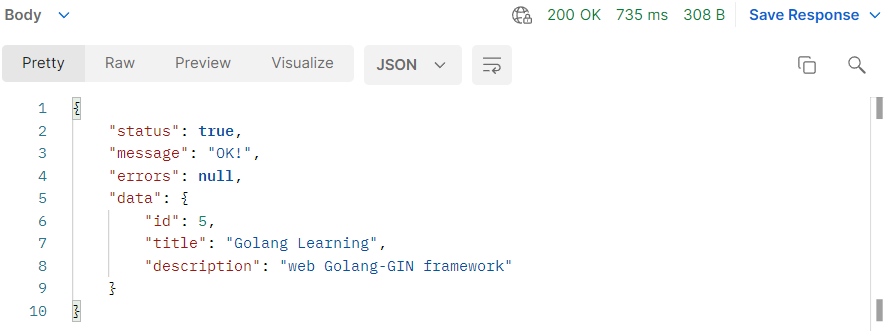 Body 200 OK 735 ms 308 B Save Response
Pretty Raw Preview Visualize JSON
1 {
2 "status": true,
3 "message": "OK!",
4 "errors": null,
5 "data": {
6 "id": 5,
7 "title": "Golang Learning",
8 "description": "web Golang-GIN framework"
9 }
10 }